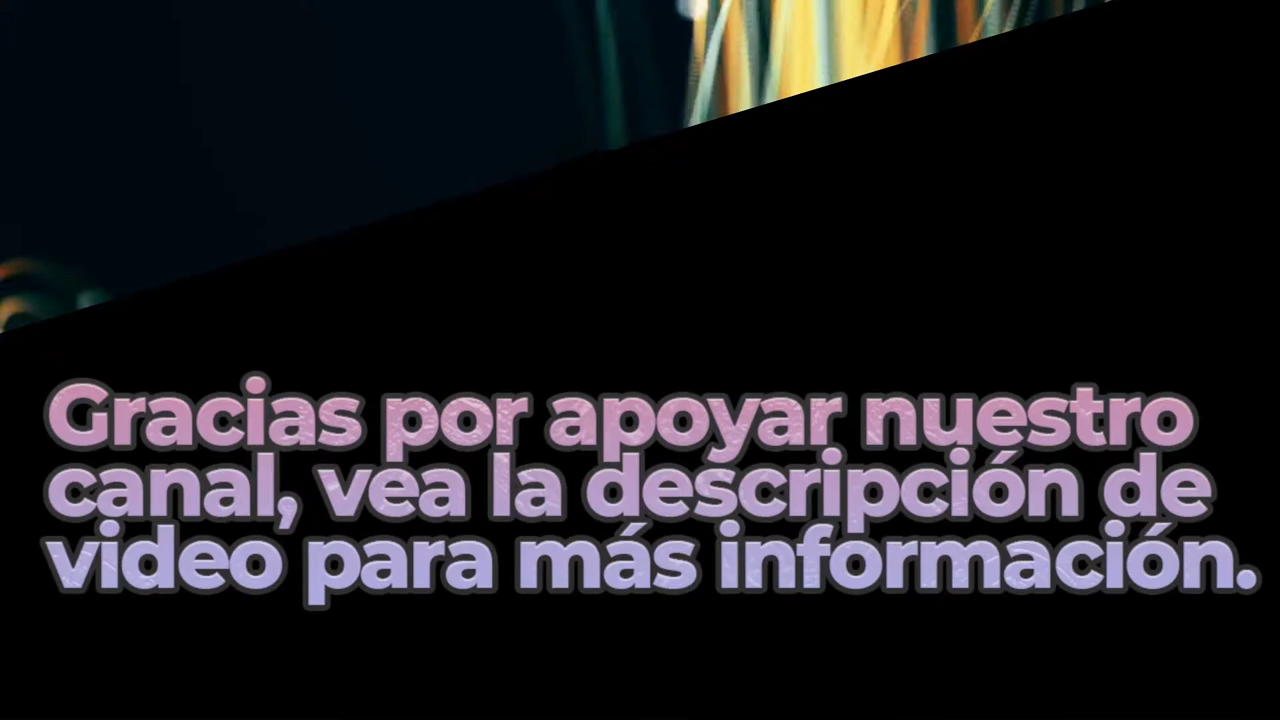 Gracias por apoyar nuestro
canal, vea la descripción de
video para más información.